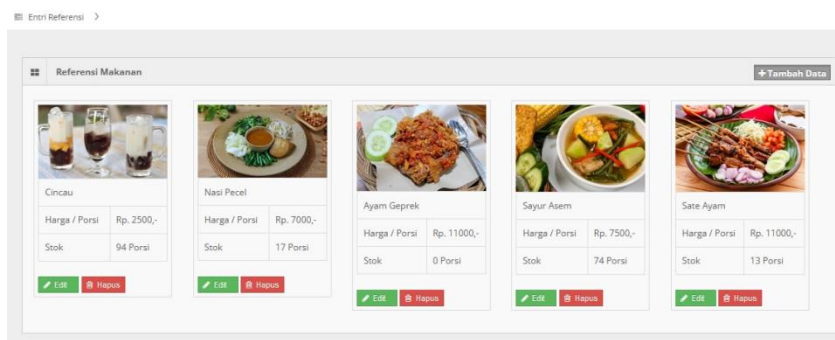 Entri Referensi
Referensi Makanan
+ Tambah Data
Cincau
Harga / Porsi Rp. 2500,-
Stok 94 Porsi
Edit Hapus
Nasi Pecel
Harga / Porsi Rp. 7000,-
Stok 17 Porsi
Edit Hapus
Ayam Geprek
Harga / Porsi Rp. 11000,-
Stok 0 Porsi
Edit Hapus
Sayur Asem
Harga / Porsi Rp. 7500,-
Stok 74 Porsi
Edit Hapus
Sate Ayam
Harga / Porsi Rp. 11000,-
Stok 13 Porsi
Edit Hapus